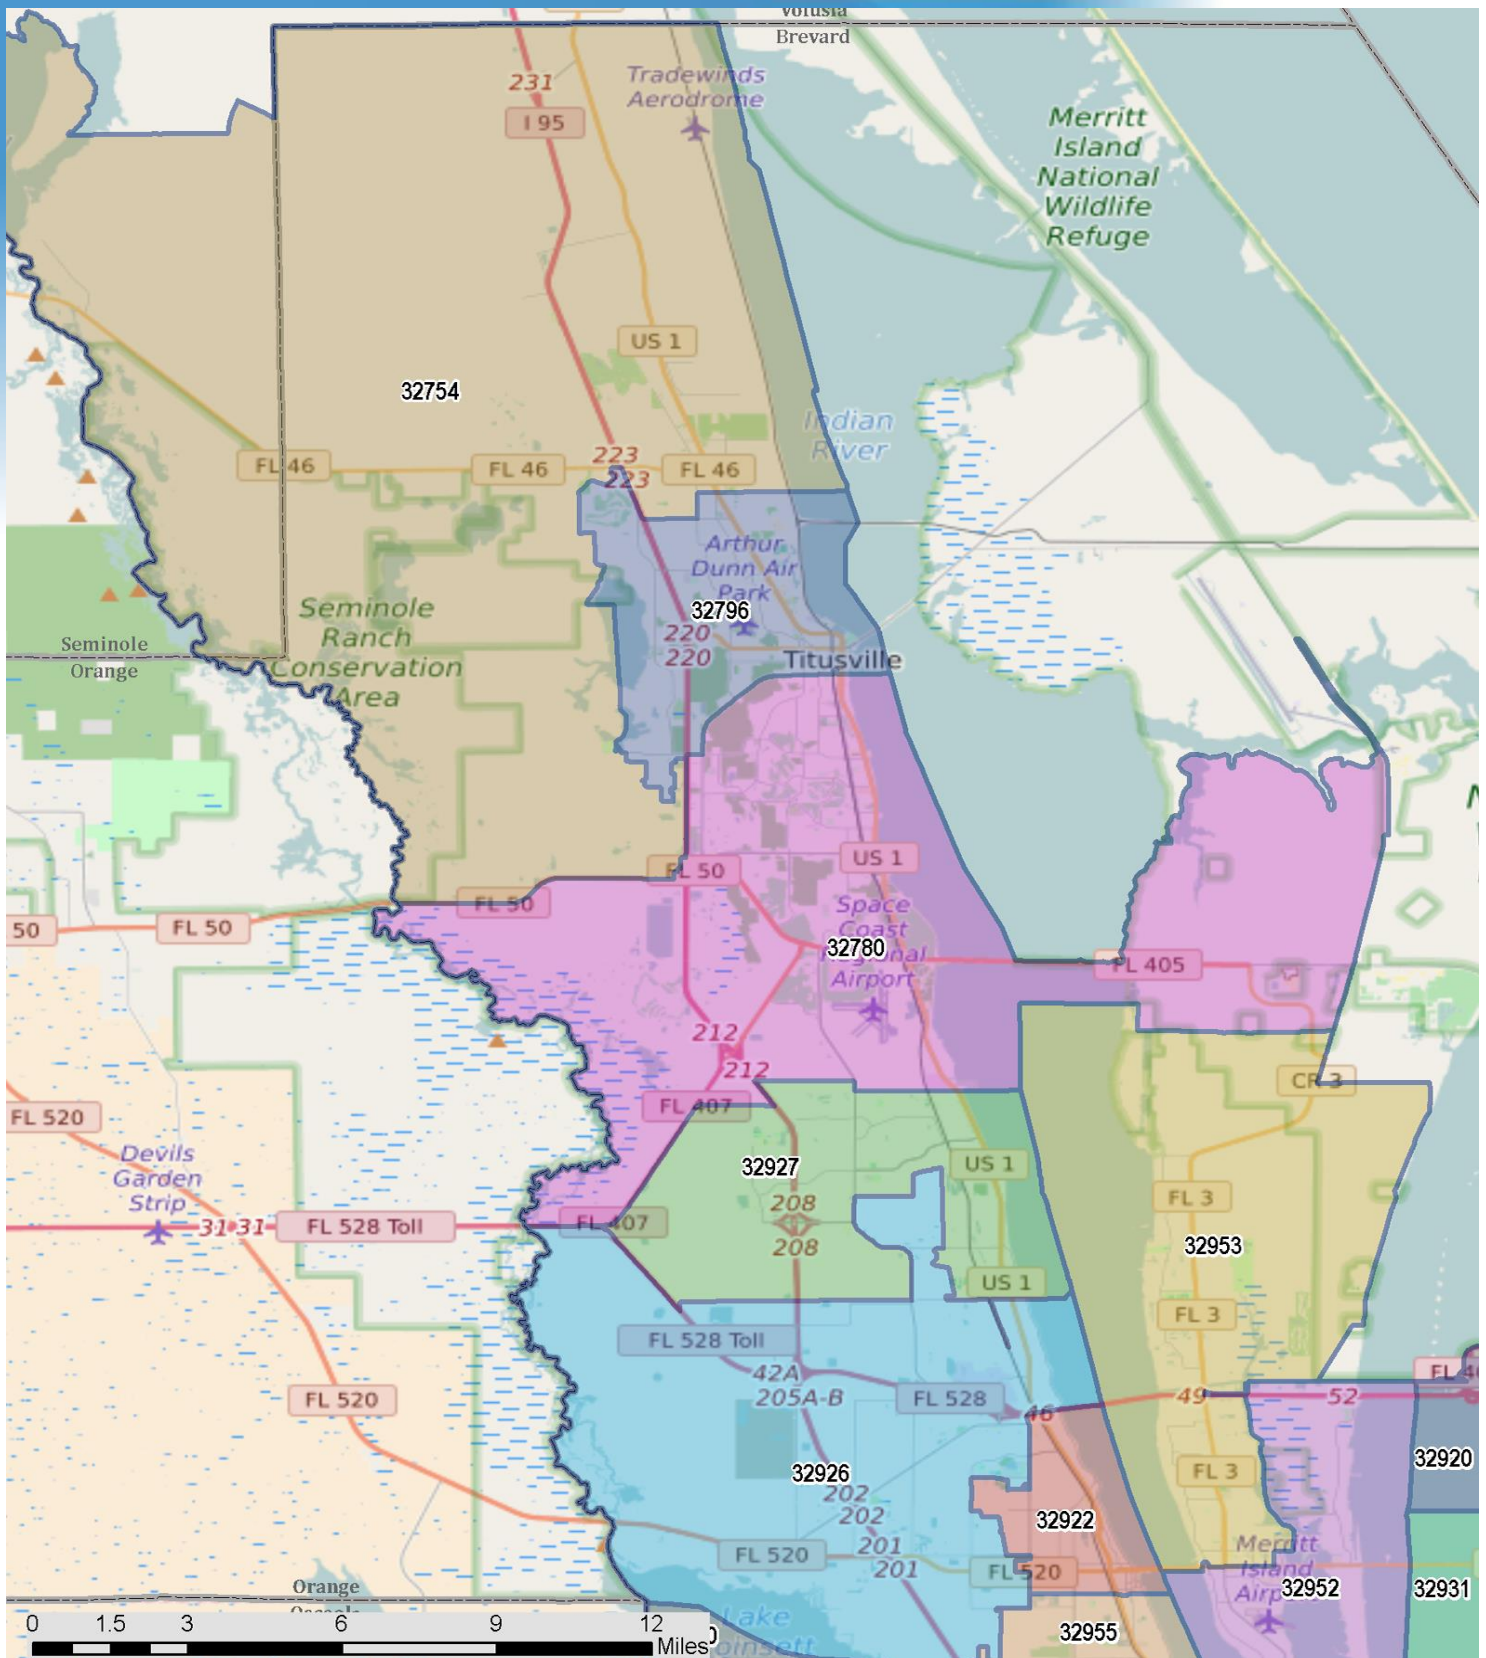 Volusia
Brevard
231
Tradewinds
Aerodrome
I 95
Merritt
Island
National
Wildlife
Refuge
US 1
32754
Indian
River
223
FL 46
FL 46
FL 46
223
Arthur
Dunn Air
Park
32796
Seminole
Ranch
Conservation
Area
220
220
Seminole
Orange
Titusville
US 1
FL 50
FL 50
50
FL 50
Space
Coast
32780
Regional
Airport
FL 405
212
212
CR 3
FL 407
FL 520
Devils
Garden
Strip
32927
US 1
208
FL 3
31
31
FL 528 Toll
FL 407
208
32953
US 1
FL 3
FL 528 Toll
42A
205A-B
FL 528
46
49
52
FL 520
32926
202
202
FL 3
32920
32922
201
201
FL 520
FL 520
Merritt
Island
32952
32931
Orange
Lake
32955
0
1.5
3
6
9
12
Miles